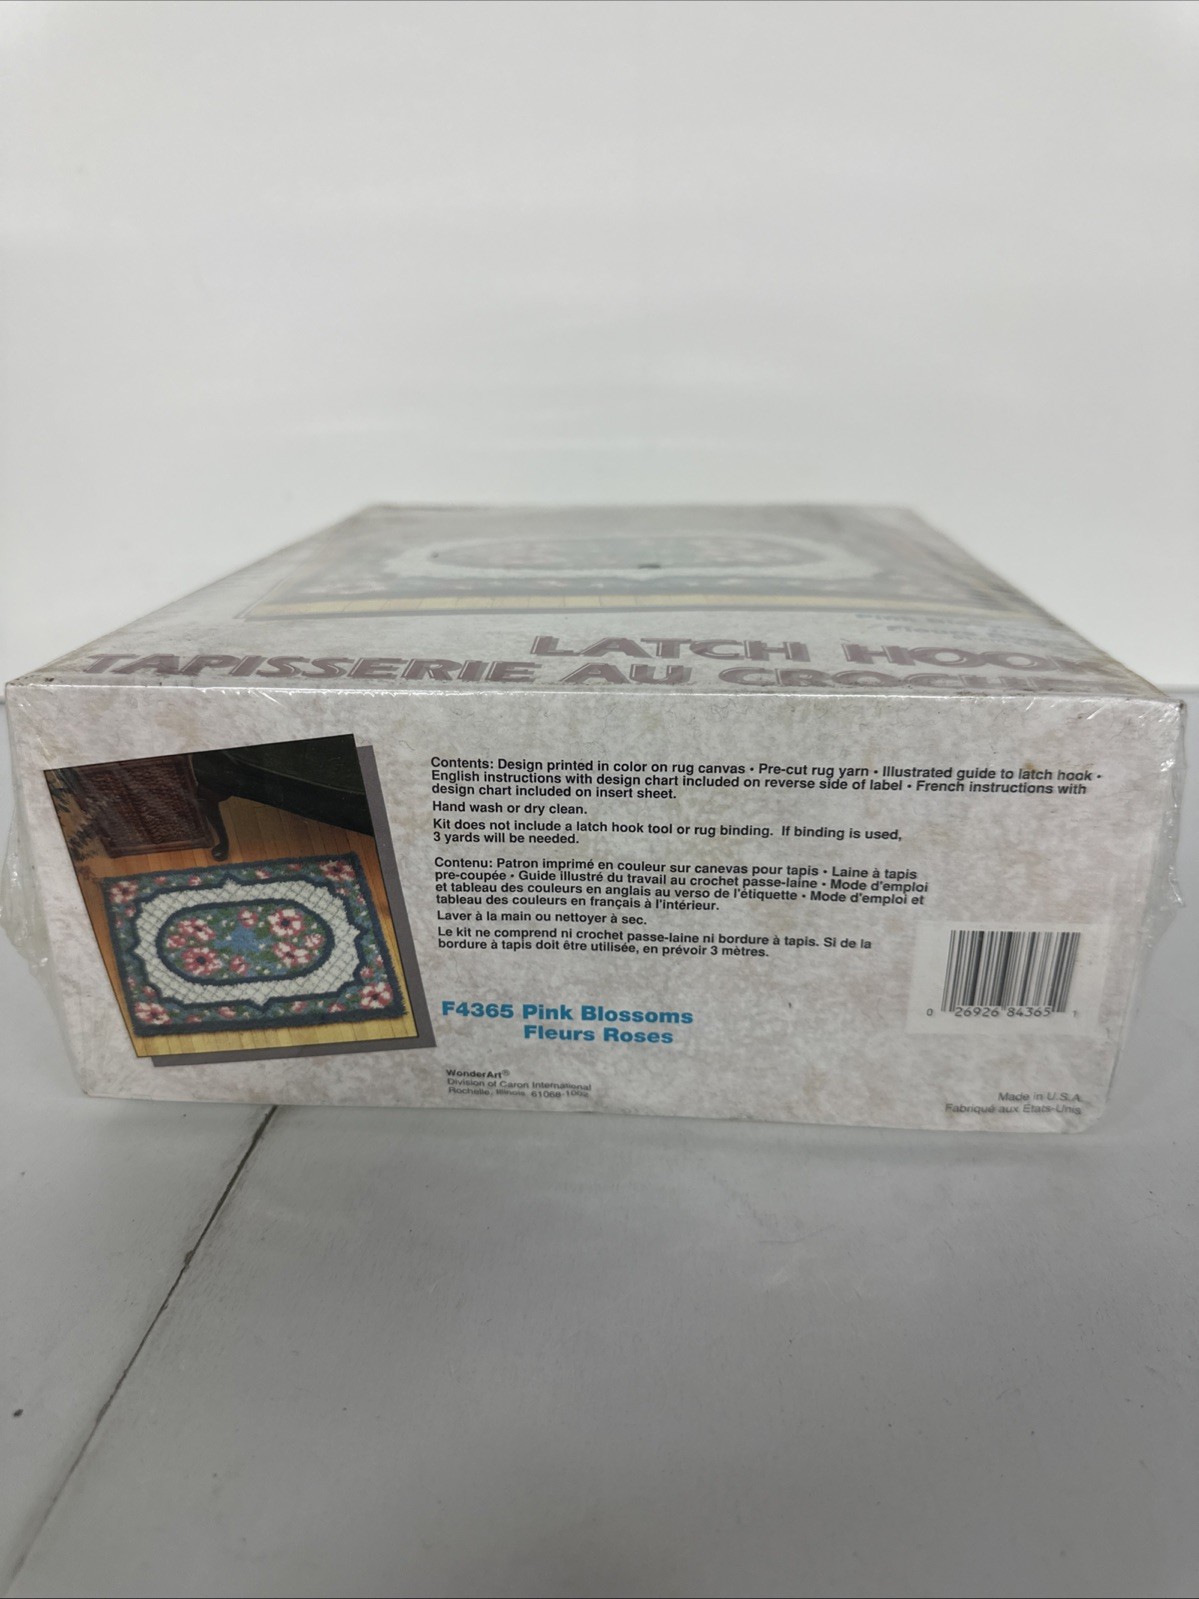 LATCH HOOK
TAPISSERIE AU
Contents: Design printed in color on rug canvas • Pre-cut rug yarn • Illustrated guide to latch hook •
English instructions with design chart included on reverse side of label • French instructions with
design chart included on insert sheet.
Hand wash or dry clean.
Kit does not include a latch hook tool or rug binding. If binding is used,
3 yards will be needed.
Contenu: Patron imprimé en couleur sur canevas pour tapis • Laine à tapis
pre-coupée • Guide illustré du travail au crochet passe-laine • Mode d'emploi
et tableau des couleurs en anglais au verso de l'étiquette • Mode d'emploi et
tableau des couleurs en français à l'intérieur.
Laver à la main ou nettoyer à sec.
Le kit ne comprend ni crochet passe-laine ni bordure à tapis. Si de la
bordure à tapis doit être utilisée, en prévoir 3 mètres.
0 26926 84365 1
F4365 Pink Blossoms
Fleurs Roses
WonderArt®
Division of Caron International
Rochelle, Illinois 61068-
Made in U.S.A.
Fabriqué aux États-Unis